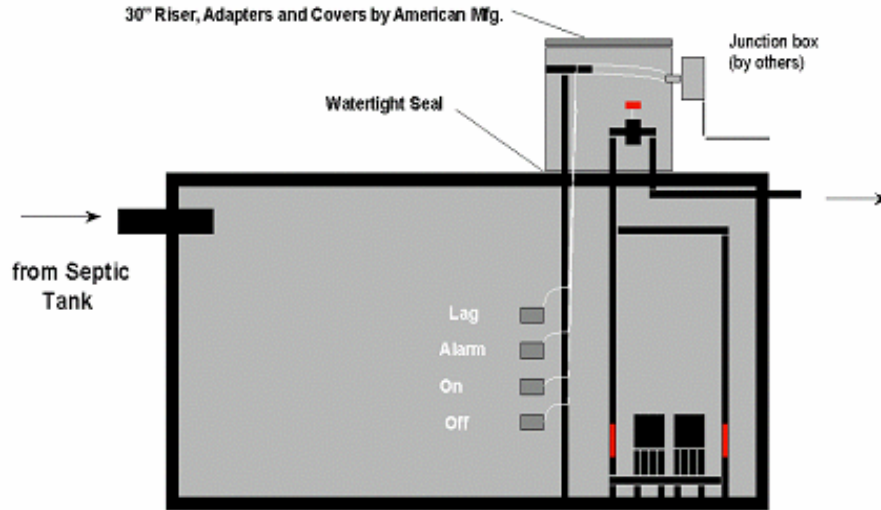 30" Riser, Adapters and Covers by American Mfg.
Junction box
(by others)
Watertight Seal
from Septic
Tank
Lag
Alarm
On
Off